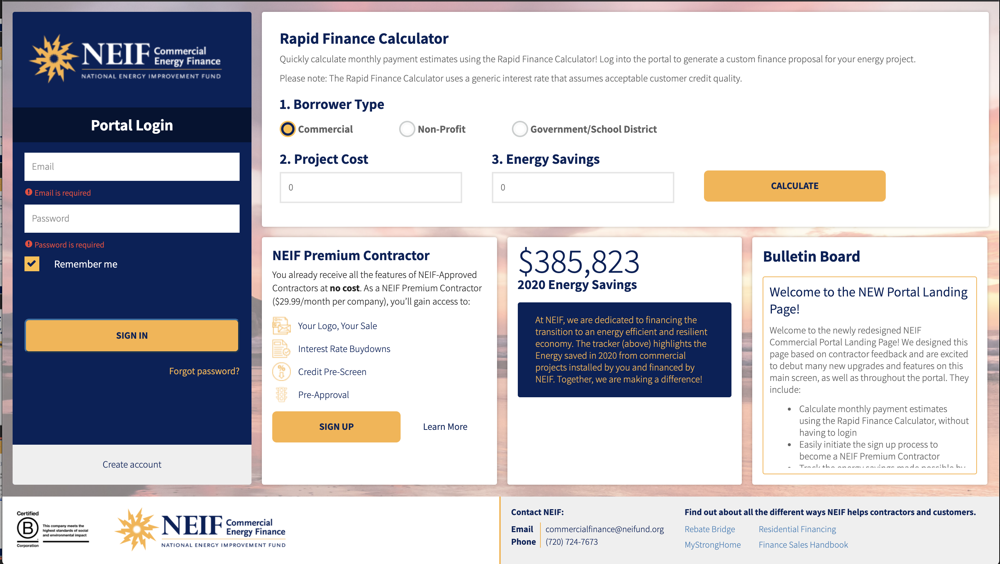 NEIF Commercial
Energy Finance
NATIONAL ENERGY IMPROVEMENT FUND
Portal Login
Email
Email is required
Password
Password is required
Remember me
SIGN IN
Forgot password?
Create account
Rapid Finance Calculator
Quickly calculate monthly payment estimates using the Rapid Finance Calculator! Log into the portal to generate a custom finance proposal for your energy project.
Please note: The Rapid Finance Calculator uses a generic interest rate that assumes acceptable customer credit quality.
1. Borrower Type
Commercial Non-Profit Government/School District
2. Project Cost 3. Energy Savings
0 0 CALCULATE
NEIF Premium Contractor
You already receive all the features of NEIF-Approved
Contractors at no cost. As a NEIF Premium Contractor
($29.99/month per company), you’ll gain access to:
Your Logo, Your Sale
Interest Rate Buydowns
Credit Pre-Screen
Pre-Approval
SIGN UP Learn More
$385,823
2020 Energy Savings
At NEIF, we are dedicated to financing the
transition to an energy efficient and resilient
economy. The tracker (above) highlights the
Energy saved in 2020 from commercial
projects installed by you and financed by
NEIF. Together, we are making a difference!
Bulletin Board
Welcome to the NEW Portal Landing
Page!
Welcome to the newly redesigned NEIF
Commercial Portal Landing Page! We designed this
page based on contractor feedback and are excited
to debut many new upgrades and features on this
main screen, as well as throughout the portal. They
include:
• Calculate monthly payment estimates
using the Rapid Finance Calculator, without
having to login
• Easily initiate the sign up process to
become a NEIF Premium Contractor
• Track the energy savings made possible by
Certified
B
Corporation
This company meets the
highest standards of social
and environmental impact
NEIF Commercial
Energy Finance
NATIONAL ENERGY IMPROVEMENT FUND
Contact NEIF:
Email commercialfinance@neifund.org
Phone (720) 724-7673
Find out about all the different ways NEIF helps contractors and customers.
Rebate Bridge Residential Financing
MyStrongHome Finance Sales Handbook